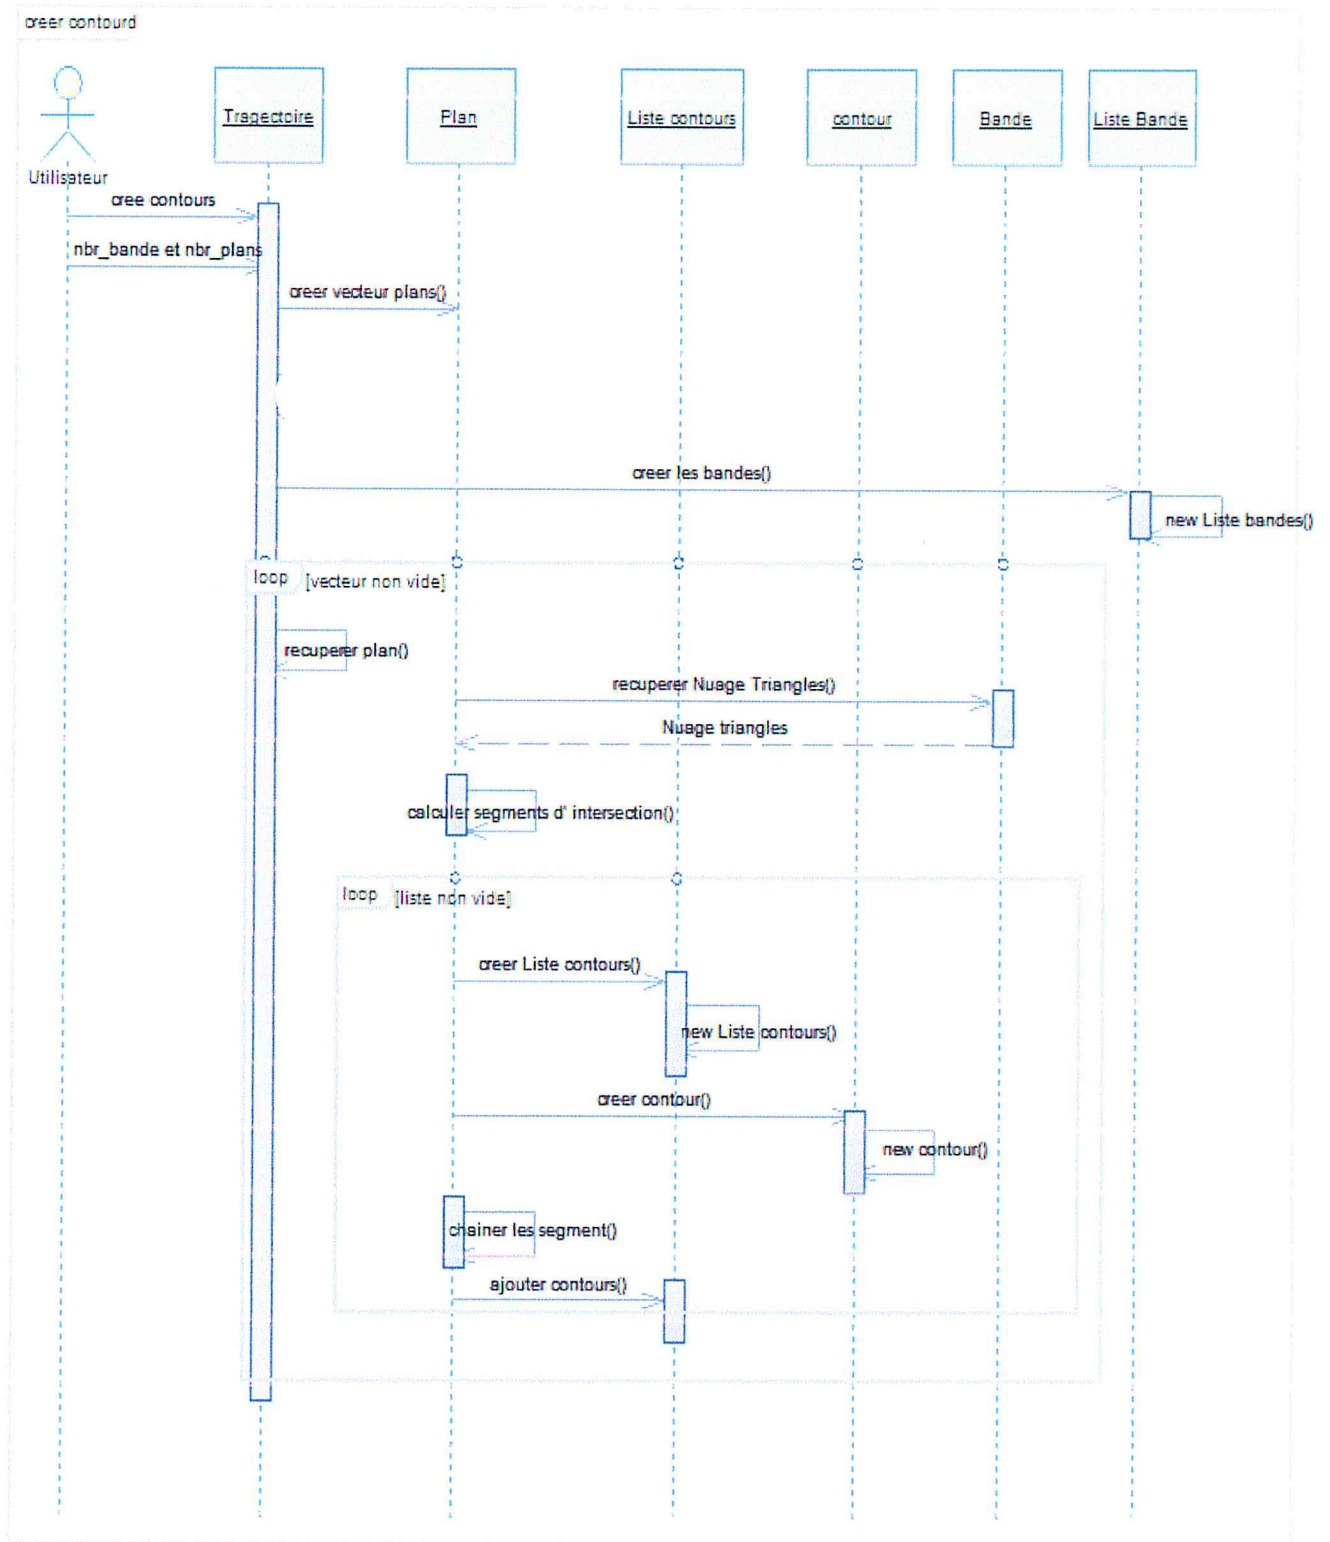 creer contourd
Utilisateur
Tragectoire
Plan
Liste contours
contour
Bande
Liste Bande
cree contours
nbr_bande et nbr_plans
creer vecteur plans()
creer les bandes()
new Liste bandes()
loop [vecteur non vide]
recuperer plan()
recuperer Nuage Triangles()
Nuage triangles
calculer segments d' intersection()
loop [liste non vide]
creer Liste contours()
new Liste contours()
creer contour()
new contour()
chainer les segment()
ajouter contours()